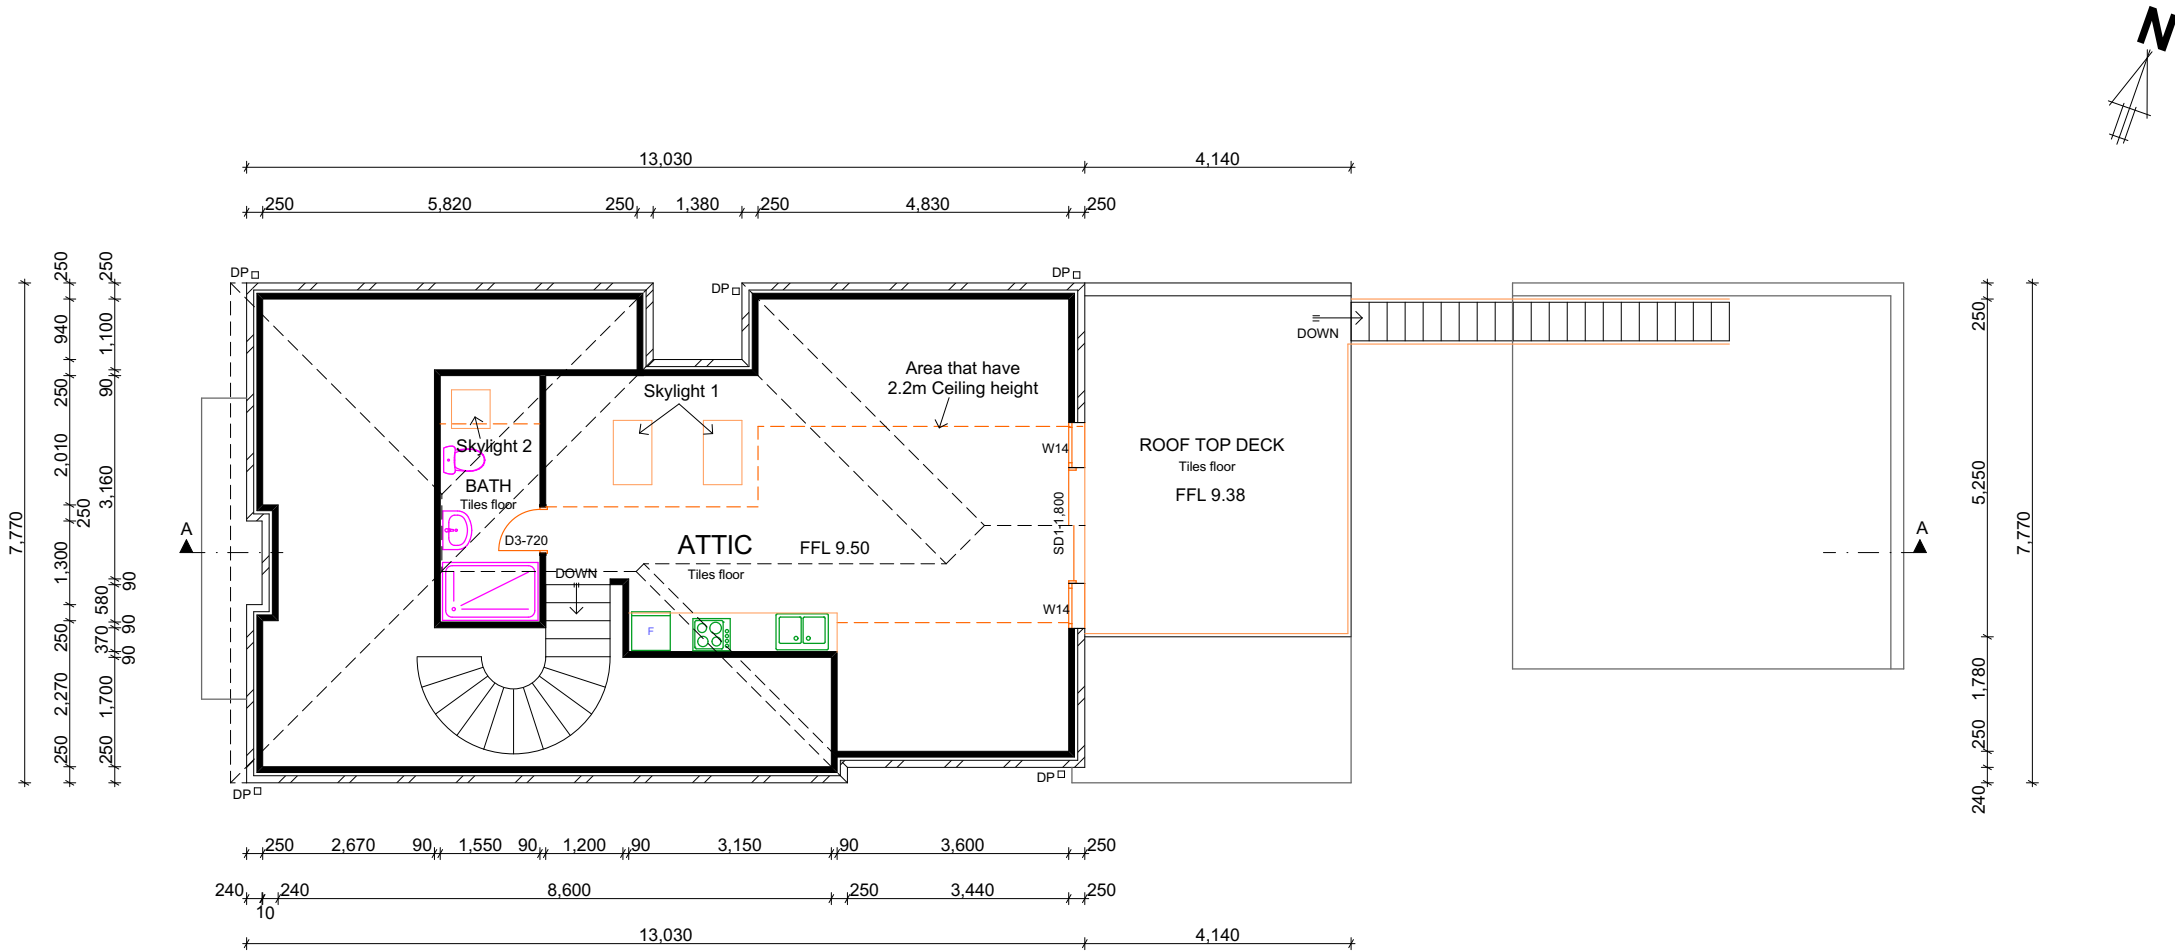 N
13,030
4,140
250
5,820
250
1,380
250
4,830
250
DP
DP
DP
250
940
250
2,010
250
1,300
250
2,270
250
7,770
250
1,100
90
3,160
90
580
90
370
90
1,700
250
Area that have
2.2m Ceiling height
Skylight 1
Skylight 2
BATH
Tiles floor
D3-720
DOWN
ATTIC
Tiles floor
FFL 9.50
F
W14
SD1-1,800
W14
ROOF TOP DECK
Tiles floor
FFL 9.38
DOWN
A
A
250
5,250
1,780
250
240
7,770
DP
DP
250
2,670
90
1,550
90
1,200
90
3,150
90
3,600
250
240
10
240
8,600
250
3,440
250
13,030
4,140